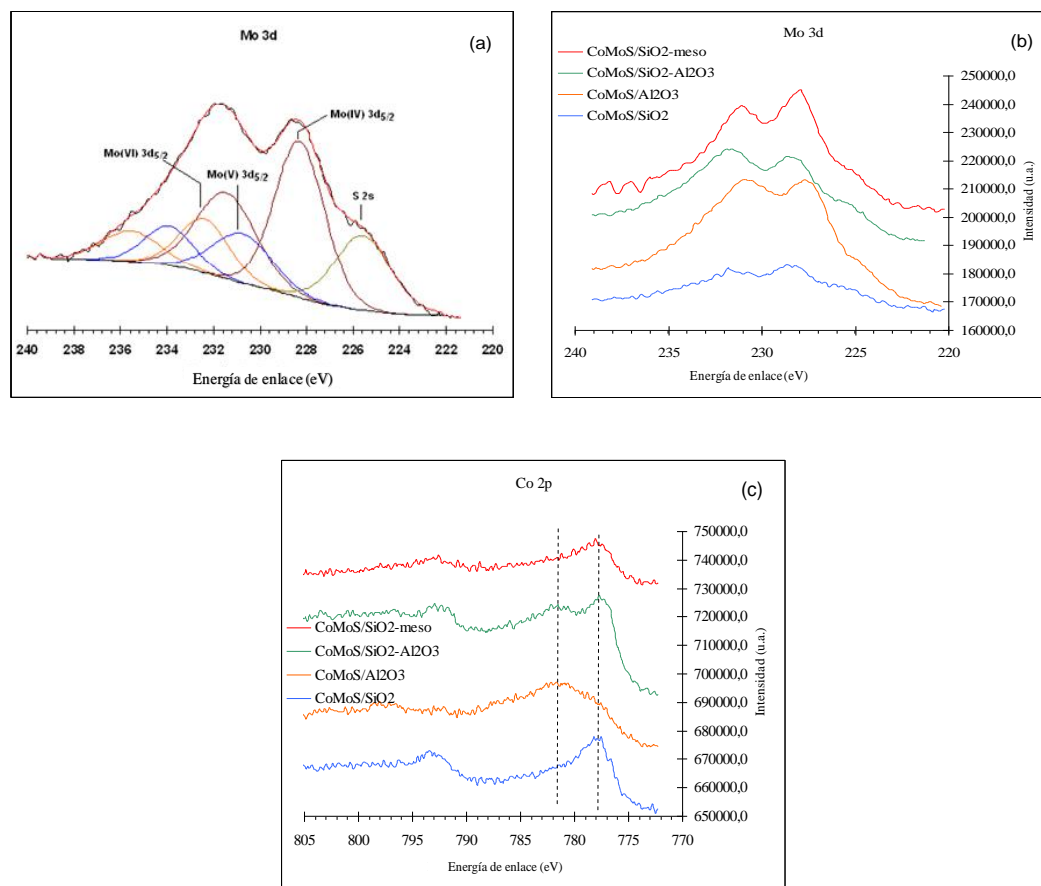 Mo 3d
(a)
Mo(IV) 3d5/2
Mo(VI) 3d5/2
Mo(V) 3d5/2
S 2s
240 238 236 234 232 230 228 226 224 222 220
Energía de enlace (eV)
Mo 3d
(b)
CoMoS/SiO2-meso
CoMoS/SiO2-Al2O3
CoMoS/Al2O3
CoMoS/SiO2
250000,0
240000,0
230000,0
220000,0
210000,0
200000,0
190000,0
180000,0
170000,0
160000,0
Intensidad (u.a.)
240 235 230 225 220
Energía de enlace (eV)
Co 2p
(c)
CoMoS/SiO2-meso
CoMoS/SiO2-Al2O3
CoMoS/Al2O3
CoMoS/SiO2
750000,0
740000,0
730000,0
720000,0
710000,0
700000,0
690000,0
680000,0
670000,0
660000,0
650000,0
Intensidad (u.a.)
805 800 795 790 785 780 775 770
Energía de enlace (eV)